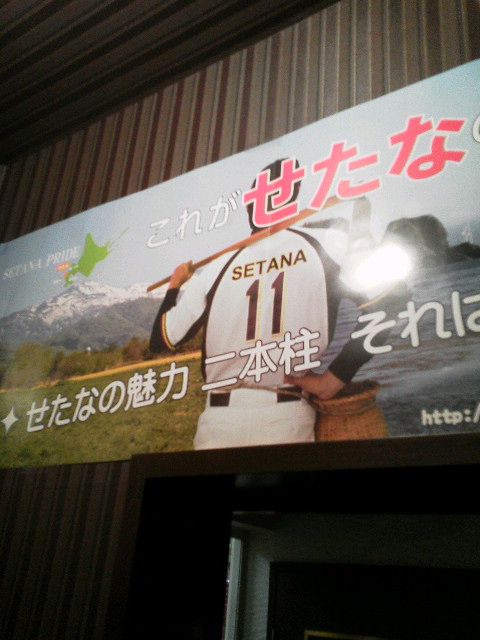 これがせたな
SETANA PRIDE
SETANA
11
それは
✦せたなの魅力 二本柱
http:/